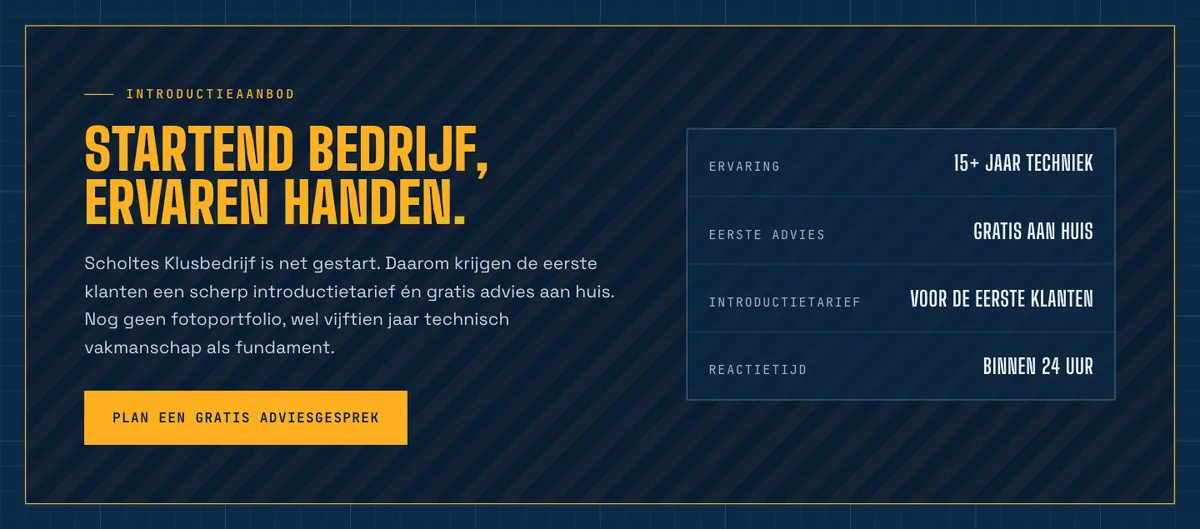 INTRODUCTIEAANBOD
STARTEND BEDRIJF,
ERVAREN HANDEN.
Scholtes Klusbedrijf is net gestart. Daarom krijgen de eerste
klanten een scherp introductietarief én gratis advies aan huis.
Nog geen fotoportfolio, wel vijftien jaar technisch
vakmanschap als fundament.
PLAN EEN GRATIS ADVIESGESPREK
ERVARING 15+ JAAR TECHNIEK
EERSTE ADVIES GRATIS AAN HUIS
INTRODUCTIETARIEF VOOR DE EERSTE KLANTEN
REACTIETIJD BINNEN 24 UUR